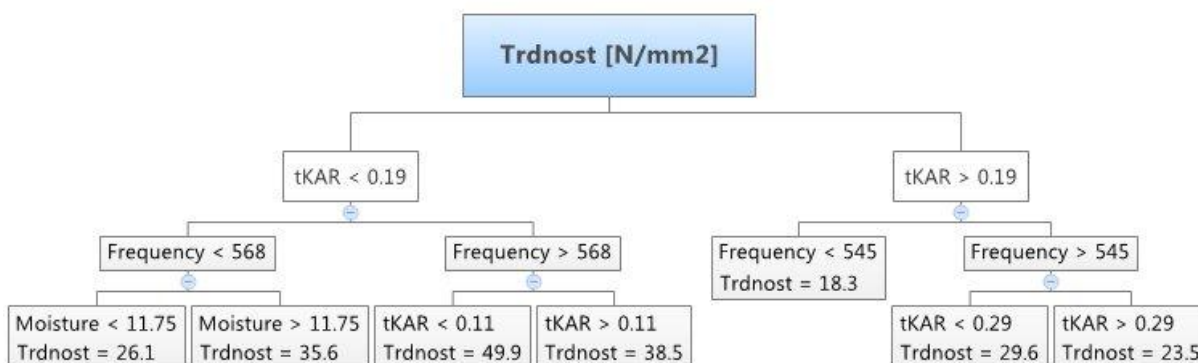 Trdnost [N/mm2]
tKAR < 0.19
tKAR > 0.19
Frequency < 568
Frequency > 568
Frequency < 545
Trdnost = 18.3
Frequency > 545
Moisture < 11.75
Trdnost = 26.1
Moisture > 11.75
Trdnost = 35.6
tKAR < 0.11
Trdnost = 49.9
tKAR > 0.11
Trdnost = 38.5
tKAR < 0.29
Trdnost = 29.6
tKAR > 0.29
Trdnost = 23.5